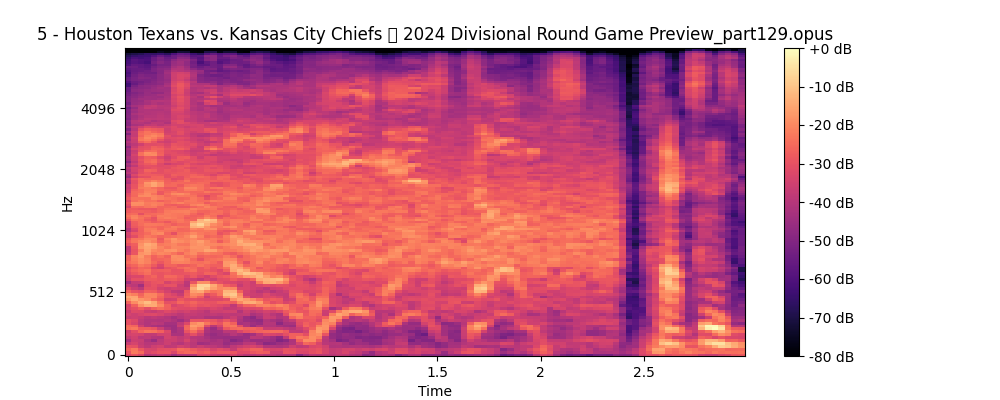 5 - Houston Texans vs. Kansas City Chiefs ▯ 2024 Divisional Round Game Preview_part129.opus
+0 dB
-10 dB
-20 dB
-30 dB
-40 dB
-50 dB
-60 dB
-70 dB
-80 dB
4096
2048
1024
512
0
Hz
0
0.5
1
1.5
2
2.5
Time